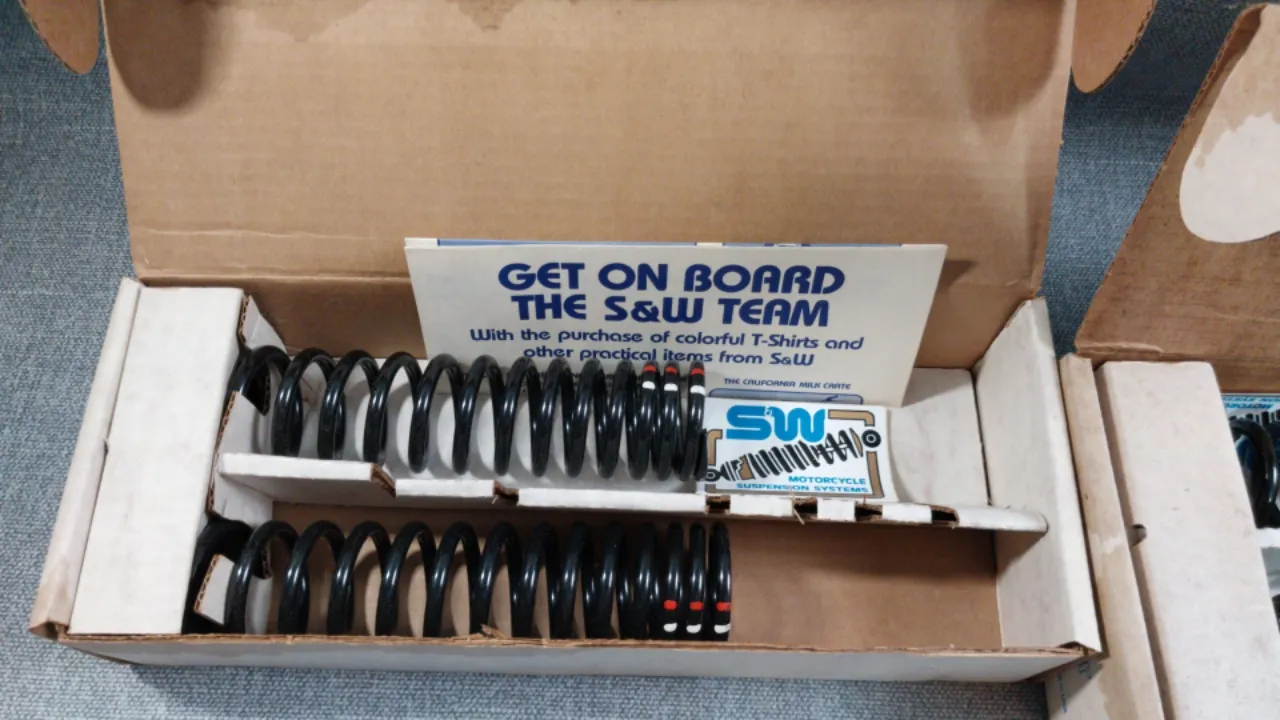 GET ON BOARD
THE S&W TEAM
With the purchase of colorful T-Shirts and
other practical items from S&W
THE CALIFORNIA MILK CRATE
S&W
MOTORCYCLE
SUSPENSION SYSTEMS